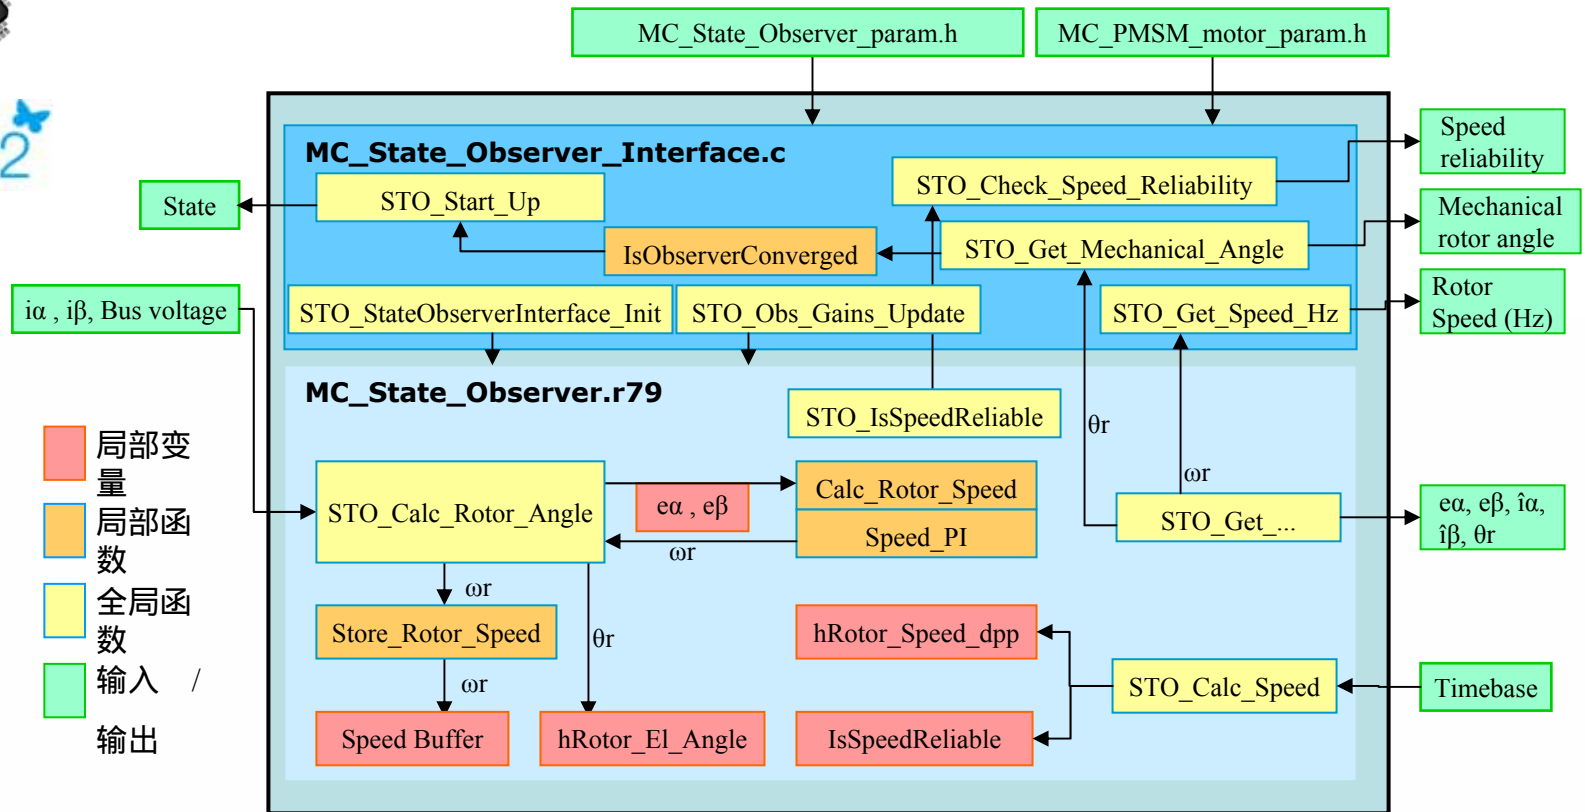 MC_State_Observer_param.h
MC_PMSM_motor_param.h
2
MC_State_Observer_Interface.c
Speed
reliability
STO_Check_Speed_Reliability
State
STO_Start_Up
Mechanical
rotor angle
IsObserverConverged
STO_Get_Mechanical_Angle
iα , iβ, Bus voltage
STO_StateObserverInterface_Init
STO_Obs_Gains_Update
STO_Get_Speed_Hz
Rotor
Speed (Hz)
MC_State_Observer.r79
STO_IsSpeedReliable
θr
ωr
局部变
量
局部函
数
全局函
数
输入 /
输出
STO_Calc_Rotor_Angle
eα , eβ
Calc_Rotor_Speed
Speed_PI
ωr
STO_Get_...
eα, eβ, îα,
îβ, θr
ωr
θr
Store_Rotor_Speed
hRotor_Speed_dpp
ωr
STO_Calc_Speed
Timebase
Speed Buffer
hRotor_El_Angle
IsSpeedReliable